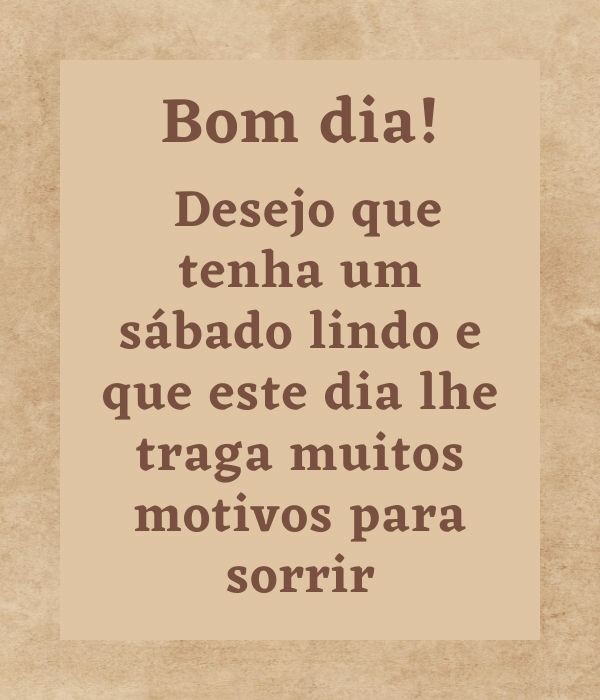 Bom dia!
Desejo que
tenha um
sábado lindo e
que este dia lhe
traga muitos
motivos para
sorrir